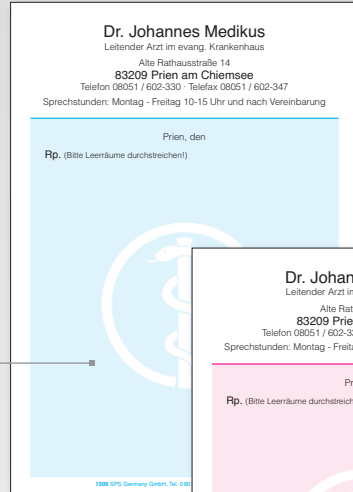 Dr. Johannes Medikus
Leitender Arzt im evang. Krankenhaus
Alte Rathausstraße 14
83209 Prien am Chiemsee
Telefon 08051 / 602-330 · Telefax 08051 / 602-347
Sprechstunden: Montag - Freitag 10-15 Uhr und nach Vereinbarung
Prien, den
Rp. (Bitte Leerräume durchstreichen!)
1509 SPS Germany GmbH, Tel. 080
Dr. Johan
Leitender Arzt im
Alte Rat
83209 Prie
Telefon 08051 / 602-33
Sprechstunden: Montag - Freita
Pr
Rp. (Bitte Leerräume durchstreich